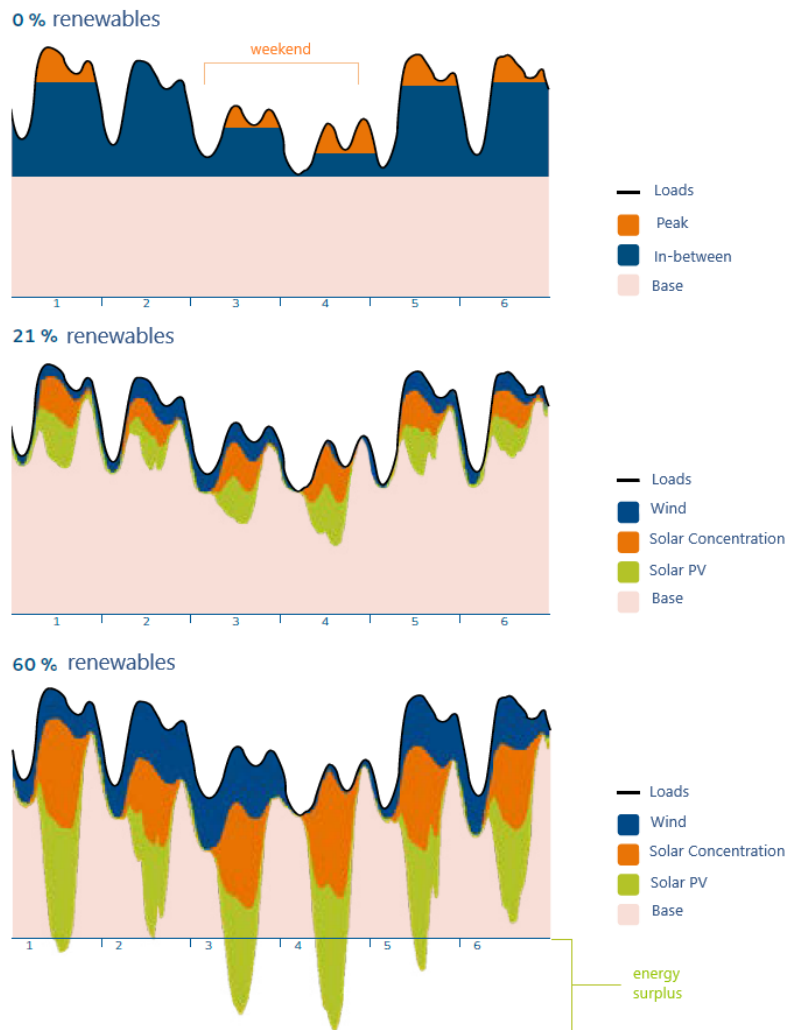 0 % renewables
weekend
Loads
Peak
In-between
Base
1 2 3 4 5 6
21 % renewables
Loads
Wind
Solar Concentration
Solar PV
Base
1 2 3 4 5 6
60 % renewables
Loads
Wind
Solar Concentration
Solar PV
Base
1 2 3 4 5 6
energy
surplus